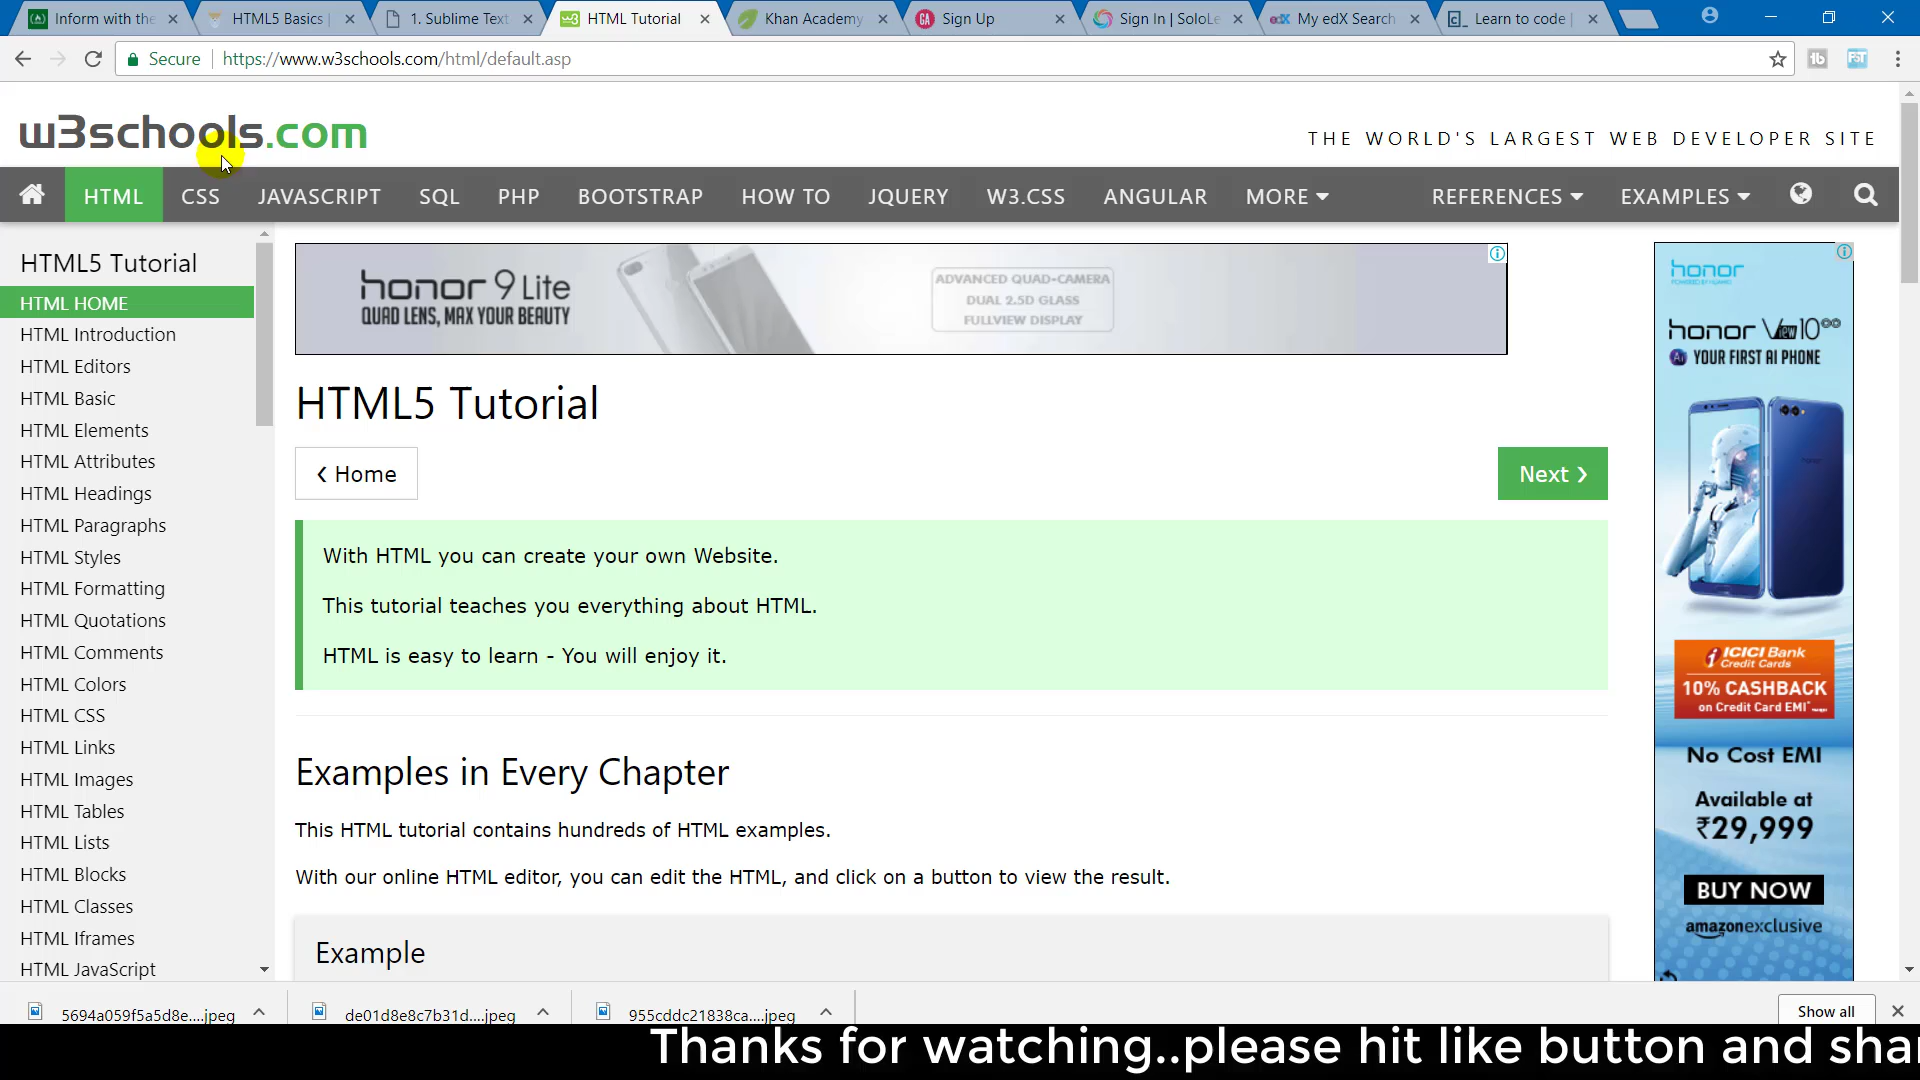 Inform with the
HTML5 Basics |
1. Sublime Text
HTML Tutorial
Khan Academy
Sign Up
Sign In | SoloLe
My edX Search
Learn to code |
Secure
https://www.w3schools.com/html/default.asp
w3schools.com
THE WORLD'S LARGEST WEB DEVELOPER SITE
HTML CSS JAVASCRIPT SQL PHP BOOTSTRAP HOW TO JQUERY W3.CSS ANGULAR MORE REFERENCES EXAMPLES
HTML5 Tutorial
HTML HOME
HTML Introduction
HTML Editors
HTML Basic
HTML Elements
HTML Attributes
HTML Headings
HTML Paragraphs
HTML Styles
HTML Formatting
HTML Quotations
HTML Comments
HTML Colors
HTML CSS
HTML Links
HTML Images
HTML Tables
HTML Lists
HTML Blocks
HTML Classes
HTML Iframes
HTML JavaScript
honor 9 Lite
QUAD LENS, MAX YOUR BEAUTY
ADVANCED QUAD-CAMERA
DUAL 2.5D GLASS
FULLVIEW DISPLAY
HTML5 Tutorial
❮ Home
Next ❯
With HTML you can create your own Website.
This tutorial teaches you everything about HTML.
HTML is easy to learn - You will enjoy it.
Examples in Every Chapter
This HTML tutorial contains hundreds of HTML examples.
With our online HTML editor, you can edit the HTML, and click on a button to view the result.
Example
honor
honor View10
YOUR FIRST AI PHONE
ICICI Bank
Credit Cards
10% CASHBACK
on Credit Card EMI*
No Cost EMI
Available at
₹29,999
BUY NOW
amazonexclusive
5694a059f5a5d8e....jpeg
de01d8e8c7b31d....jpeg
955cddc21838ca....jpeg
Show all
Thanks for watching..please hit like button and shar